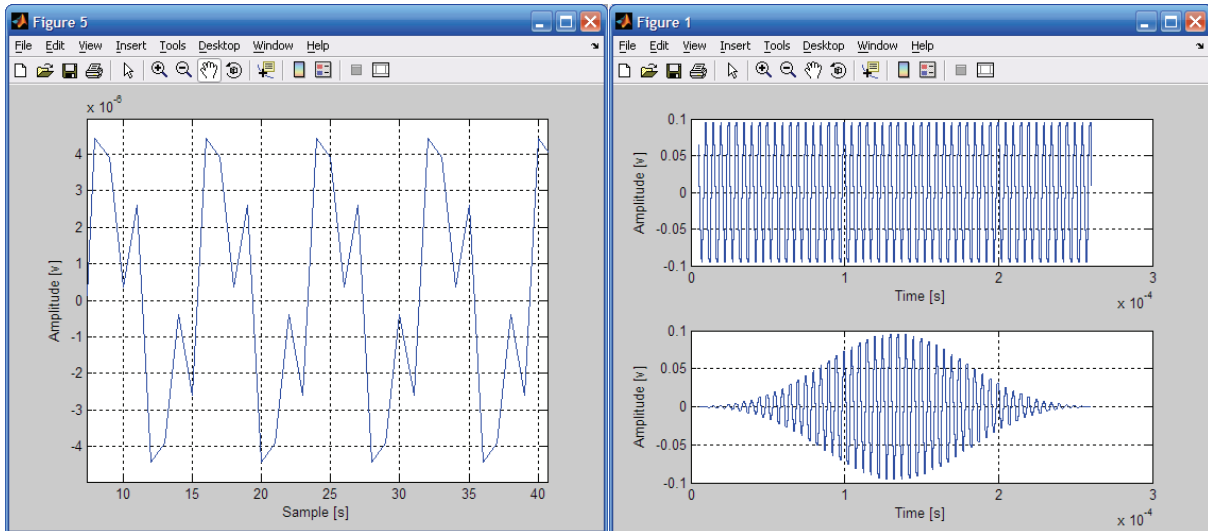 Figure 5
File Edit View Insert Tools Desktop Window Help
x 10^-6
4
3
2
1
0
-1
-2
-3
-4
10 15 20 25 30 35 40
Amplitude [v]
Sample [s]
Figure 1
File Edit View Insert Tools Desktop Window Help
0.1
0.05
0
-0.05
-0.1
0 1 2 3
Amplitude [v]
Time [s]
x 10^-4
0.1
0.05
0
-0.05
-0.1
0 1 2 3
Amplitude [v]
Time [s]
x 10^-4